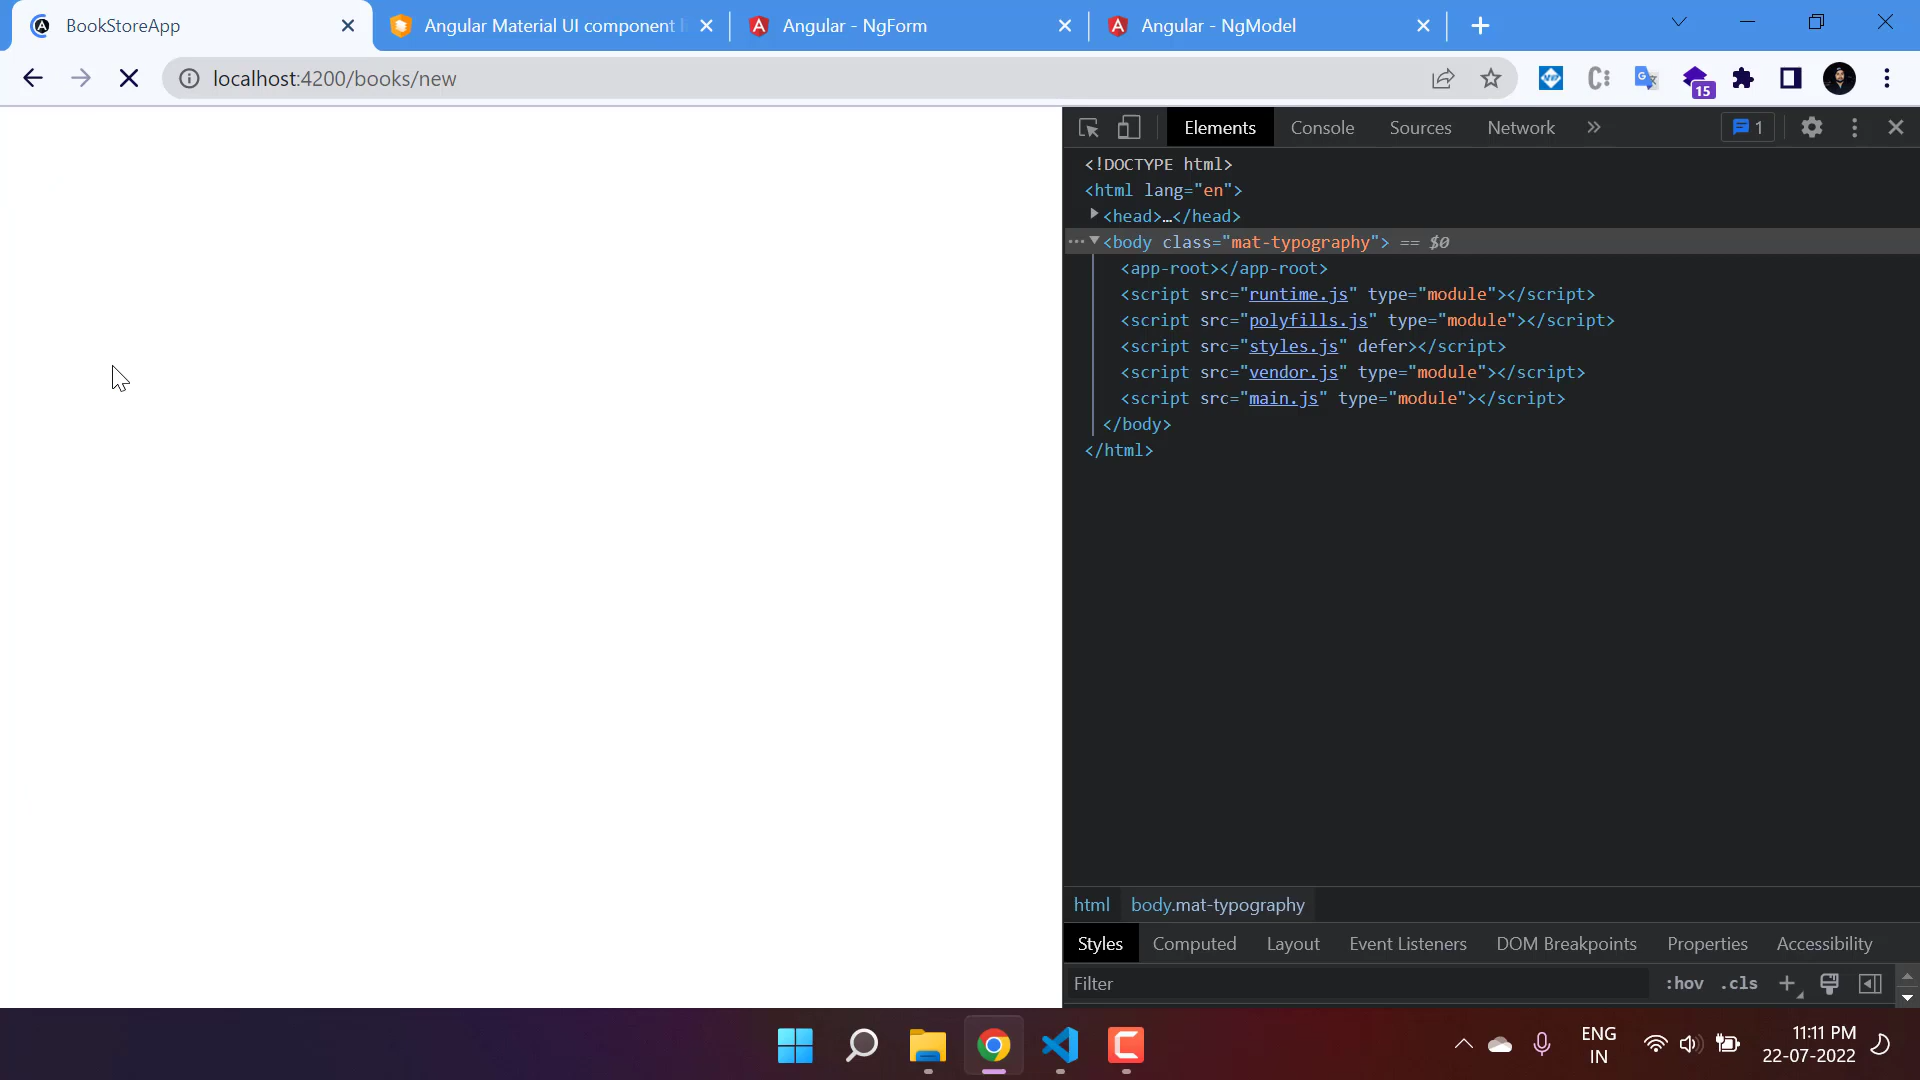 BookStoreApp
Angular Material UI component l
Angular - NgForm
Angular - NgModel
localhost:4200/books/new
15
Elements
Console
Sources
Network
1
<!DOCTYPE html>
<html lang="en">
<head>…</head>
<body class="mat-typography"> == $0
<app-root></app-root>
<script src="runtime.js" type="module"></script>
<script src="polyfills.js" type="module"></script>
<script src="styles.js" defer></script>
<script src="vendor.js" type="module"></script>
<script src="main.js" type="module"></script>
</body>
</html>
html
body.mat-typography
Styles
Computed
Layout
Event Listeners
DOM Breakpoints
Properties
Accessibility
Filter
:hov
.cls
ENG
IN
11:11 PM
22-07-2022